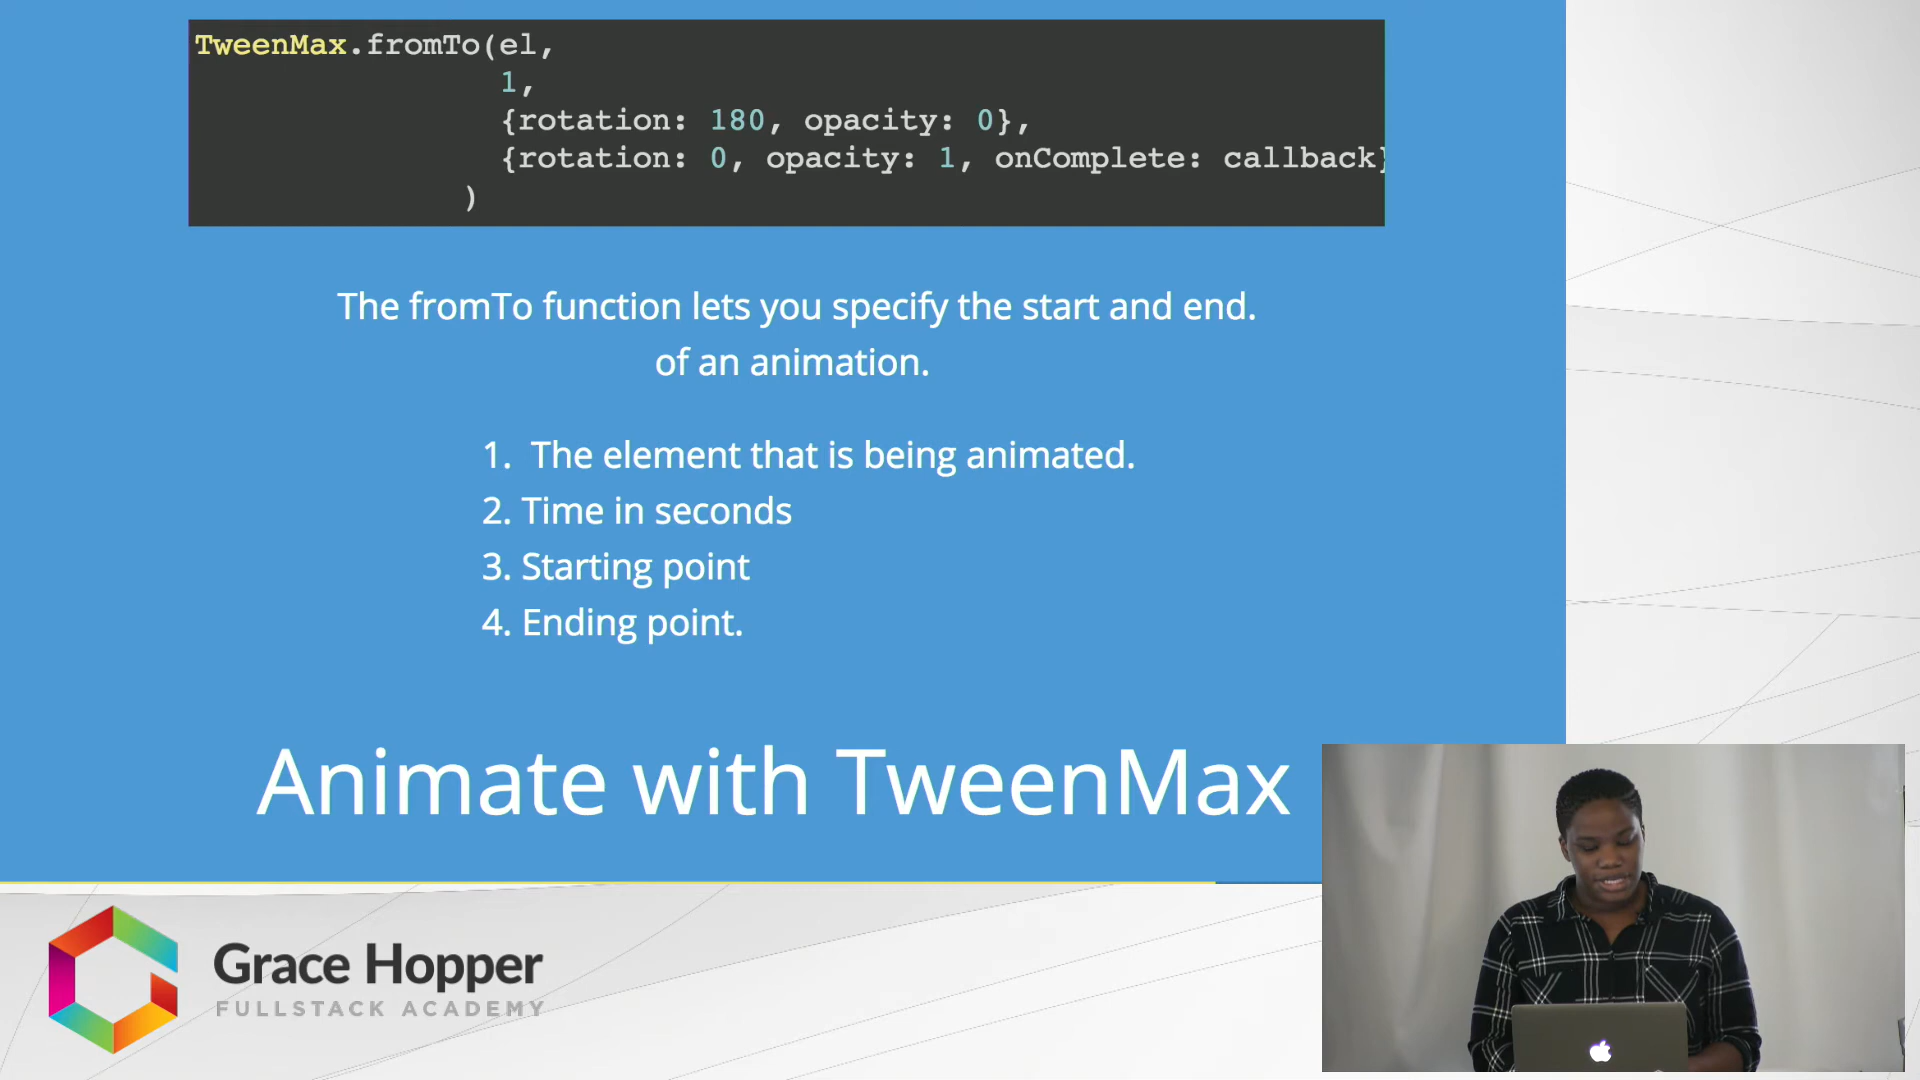 TweenMax.fromTo(el,
1,
{rotation: 180, opacity: 0},
{rotation: 0, opacity: 1, onComplete: callback}
)
The fromTo function lets you specify the start and end.
of an animation.
1. The element that is being animated.
2. Time in seconds
3. Starting point
4. Ending point.
Animate with TweenMax
Grace Hopper
FULLSTACK ACADEMY